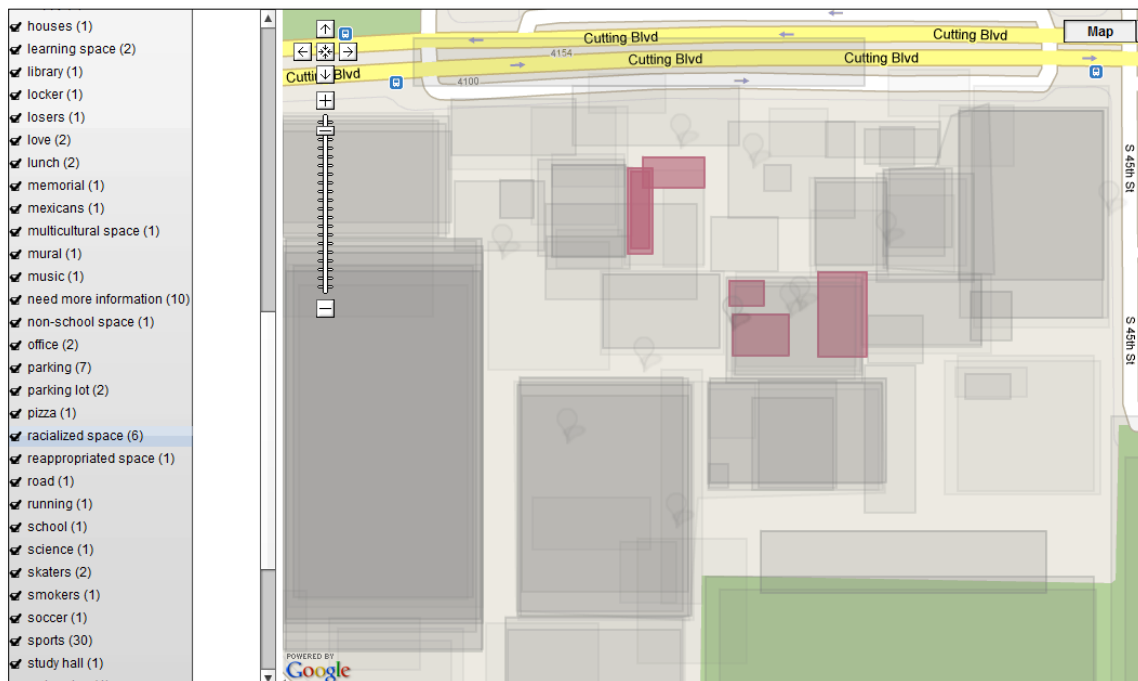 houses (1)
learning space (2)
library (1)
locker (1)
losers (1)
love (2)
lunch (2)
memorial (1)
mexicans (1)
multicultural space (1)
mural (1)
music (1)
need more information (10)
non-school space (1)
office (2)
parking (7)
parking lot (2)
pizza (1)
racialized space (6)
reappropriated space (1)
road (1)
running (1)
school (1)
science (1)
skaters (2)
smokers (1)
soccer (1)
sports (30)
study hall (1)
Cutting Blvd
Cutting Blvd
Map
4154
Cutting Blvd
Cutting Blvd
Cutting Blvd
4100
S 45th St
S 45th St
POWERED BY
Google